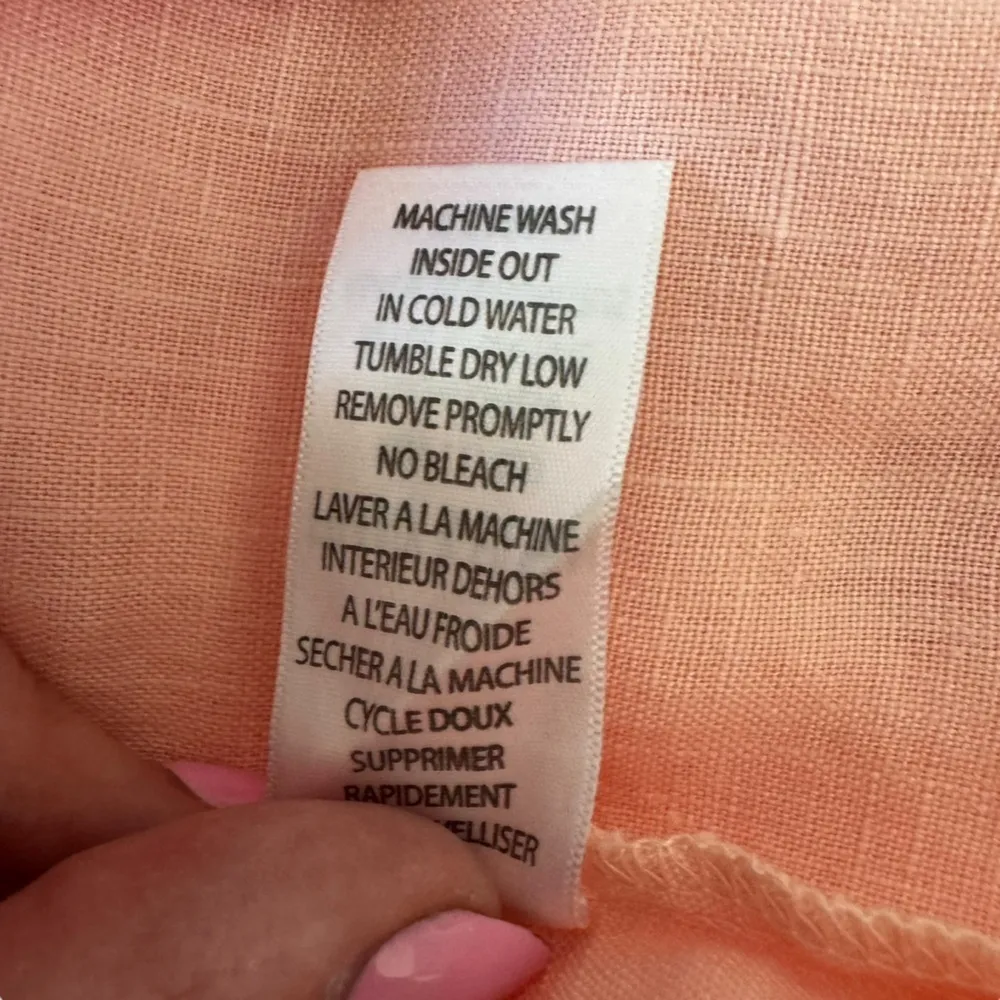 MACHINE WASH
INSIDE OUT
IN COLD WATER
TUMBLE DRY LOW
REMOVE PROMPTLY
NO BLEACH
LAVER A LA MACHINE
INTERIEUR DEHORS
A L'EAU FROIDE
SECHER A LA MACHINE
CYCLE DOUX
SUPPRIMER
RAPIDEMENT